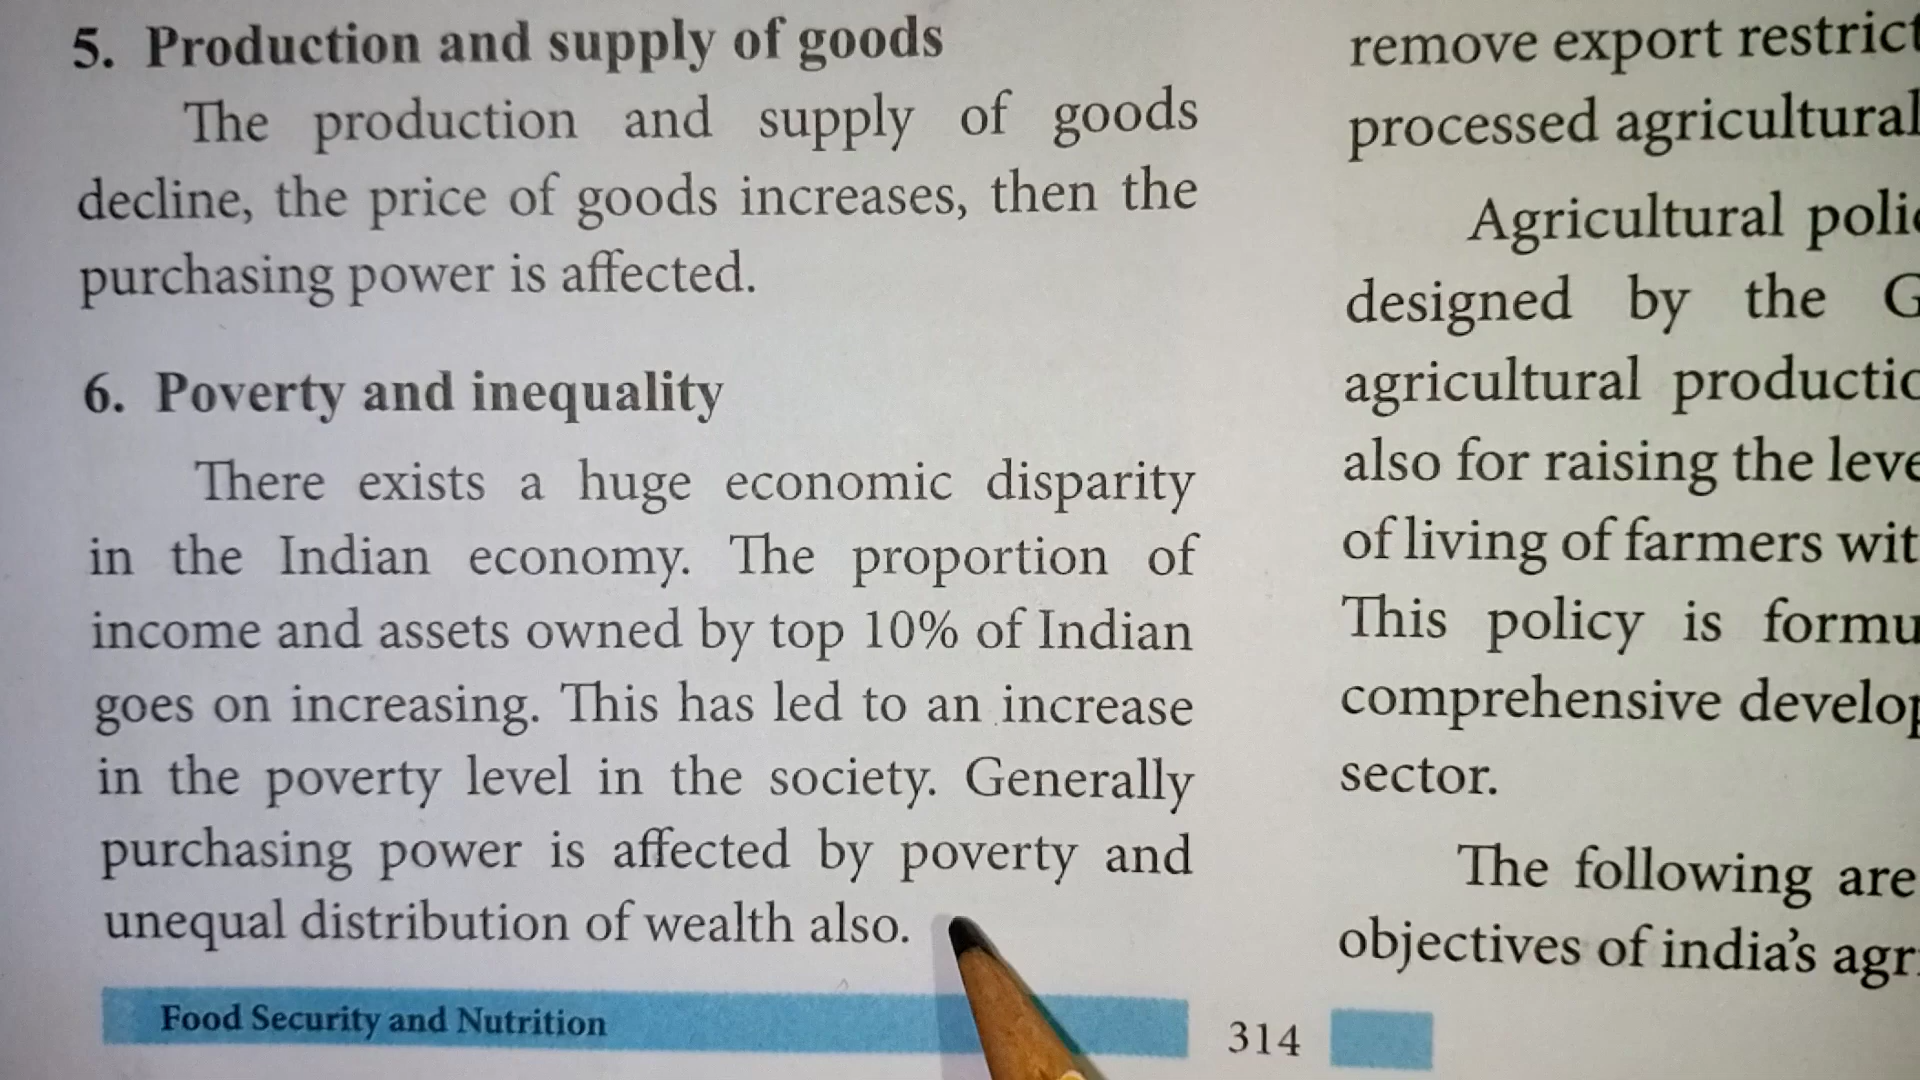 5. Production and supply of goods
The production and supply of goods
decline, the price of goods increases, then the
purchasing power is affected.
6. Poverty and inequality
There exists a huge economic disparity
in the Indian economy. The proportion of
income and assets owned by top 10% of Indian
goes on increasing. This has led to an increase
in the poverty level in the society. Generally
purchasing power is affected by poverty and
unequal distribution of wealth also.
Food Security and Nutrition
314
remove export
processed agricultural
Agricultural
designed by the
agricultural
also for raising the
of living of farmers
This policy is
comprehensive
sector.
The following are
objectives of india's